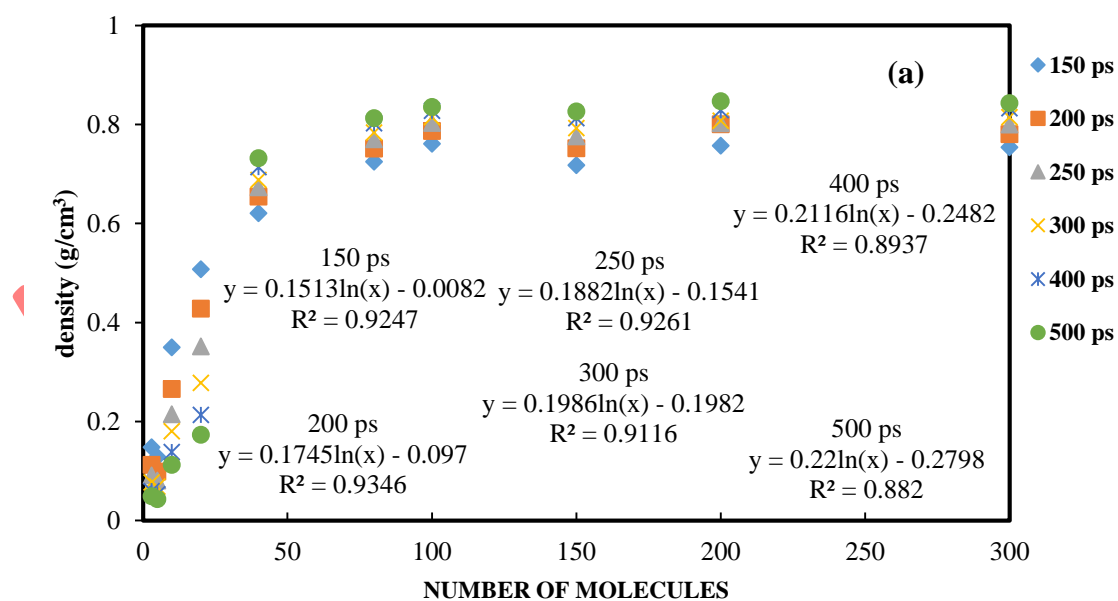 1
0.8
0.6
0.4
0.2
0
density (g/cm³)
(a)
400 ps
y = 0.2116ln(x) - 0.2482
R² = 0.8937
150 ps
y = 0.1513ln(x) - 0.0082
R² = 0.9247
250 ps
y = 0.1882ln(x) - 0.1541
R² = 0.9261
300 ps
y = 0.1986ln(x) - 0.1982
R² = 0.9116
200 ps
y = 0.1745ln(x) - 0.097
R² = 0.9346
500 ps
y = 0.22ln(x) - 0.2798
R² = 0.882
0
50
100
150
200
250
300
NUMBER OF MOLECULES
150 ps
200 ps
250 ps
300 ps
400 ps
500 ps